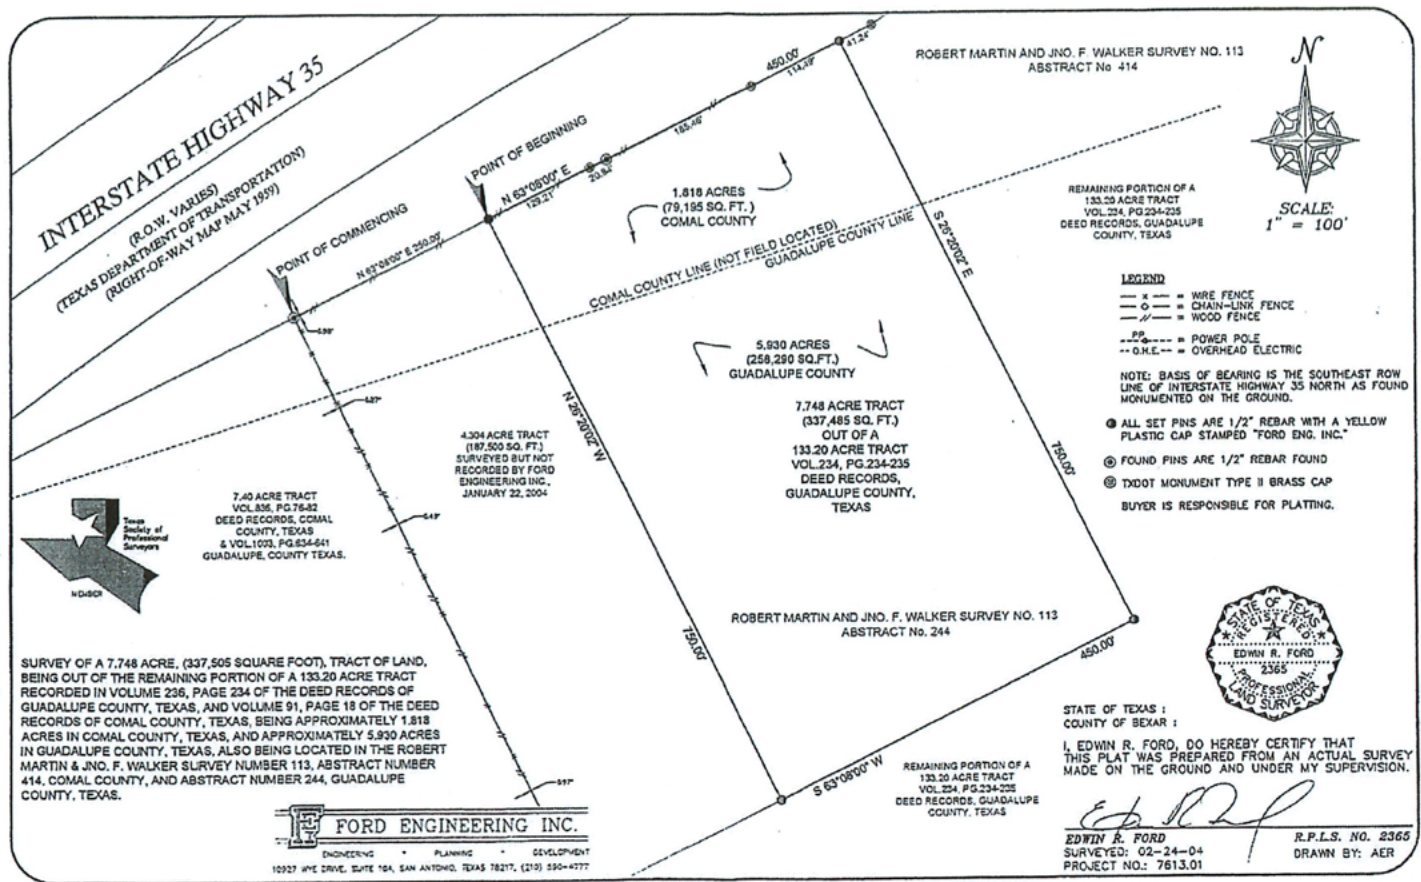 INTERSTATE HIGHWAY 35
(R.O.W. VARIES)
(TEXAS DEPARTMENT OF TRANSPORTATION)
(RIGHT-OF-WAY MAP MAY 1959)
POINT OF COMMENCING
POINT OF BEGINNING
N 63°08'00" E 250.00'
N 63°08'00" E
129.21'
20.82'
185.46'
450.00'
114.49'
41.24'
ROBERT MARTIN AND JNO. F. WALKER SURVEY NO. 113
ABSTRACT No 414
N
SCALE:
1" = 100'
1.818 ACRES
(79,195 SQ. FT.)
COMAL COUNTY
COMAL COUNTY LINE (NOT FIELD LOCATED)
GUADALUPE COUNTY LINE
S 26°20'02" E
REMAINING PORTION OF A
133.20 ACRE TRACT
VOL.234, PG.234-235
DEED RECORDS, GUADALUPE
COUNTY, TEXAS
LEGEND
— x — = WIRE FENCE
— o — = CHAIN-LINK FENCE
— // — = WOOD FENCE
P.P. = POWER POLE
-- O.H.E. -- = OVERHEAD ELECTRIC
NOTE: BASIS OF BEARING IS THE SOUTHEAST ROW
LINE OF INTERSTATE HIGHWAY 35 NORTH AS FOUND
MONUMENTED ON THE GROUND.
ALL SET PINS ARE 1/2" REBAR WITH A YELLOW
PLASTIC CAP STAMPED "FORD ENG. INC."
FOUND PINS ARE 1/2" REBAR FOUND
TXDOT MONUMENT TYPE II BRASS CAP
BUYER IS RESPONSIBLE FOR PLATTING.
5.930 ACRES
(258,290 SQ.FT.)
GUADALUPE COUNTY
7.748 ACRE TRACT
(337,485 SQ. FT.)
OUT OF A
133.20 ACRE TRACT
VOL.234, PG.234-235
DEED RECORDS,
GUADALUPE COUNTY,
TEXAS
N 26°20'02" W
750.00'
750.00'
4.304 ACRE TRACT
(187,500 SQ. FT.)
SURVEYED BUT NOT
RECORDED BY FORD
ENGINEERING INC.,
JANUARY 22, 2004
7.40 ACRE TRACT
VOL.835, PG.76-82
DEED RECORDS, COMAL
COUNTY, TEXAS
& VOL.1003, PG.634-641
GUADALUPE, COUNTY TEXAS.
Texas
Society of
Professional
Surveyors
MEMBER
ROBERT MARTIN AND JNO. F. WALKER SURVEY NO. 113
ABSTRACT No. 244
450.00'
S 63°08'00" W
REMAINING PORTION OF A
133.20 ACRE TRACT
VOL.234, PG.234-235
DEED RECORDS, GUADALUPE
COUNTY, TEXAS
SURVEY OF A 7.748 ACRE, (337,505 SQUARE FOOT), TRACT OF LAND,
BEING OUT OF THE REMAINING PORTION OF A 133.20 ACRE TRACT
RECORDED IN VOLUME 236, PAGE 234 OF THE DEED RECORDS OF
GUADALUPE COUNTY, TEXAS, AND VOLUME 91, PAGE 18 OF THE DEED
RECORDS OF COMAL COUNTY, TEXAS, BEING APPROXIMATELY 1.818
ACRES IN COMAL COUNTY, TEXAS, AND APPROXIMATELY 5.930 ACRES
IN GUADALUPE COUNTY, TEXAS, ALSO BEING LOCATED IN THE ROBERT
MARTIN & JNO. F. WALKER SURVEY NUMBER 113, ABSTRACT NUMBER
414, COMAL COUNTY, AND ABSTRACT NUMBER 244, GUADALUPE
COUNTY, TEXAS.
FORD ENGINEERING INC.
ENGINEERING • PLANNING • DEVELOPMENT
10927 WYE DRIVE, SUITE 104, SAN ANTONIO, TEXAS 78217, (210) 590-4777
STATE OF TEXAS
REGISTERED
EDWIN R. FORD
2365
PROFESSIONAL
LAND SURVEYOR
STATE OF TEXAS :
COUNTY OF BEXAR :
I, EDWIN R. FORD, DO HEREBY CERTIFY THAT
THIS PLAT WAS PREPARED FROM AN ACTUAL SURVEY
MADE ON THE GROUND AND UNDER MY SUPERVISION.
EDWIN R. FORD R.P.L.S. NO. 2365
SURVEYED: 02-24-04 DRAWN BY: AER
PROJECT NO.: 7613.01